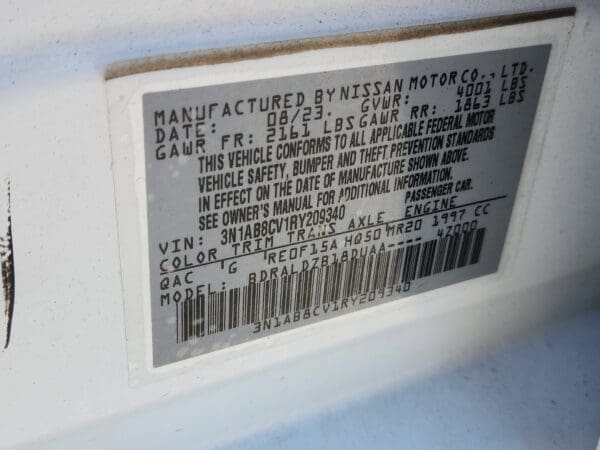 MANUFACTURED BY NISSAN MOTOR CO., LTD.
DATE: 08/23. GVWR: 4001 LBS
GAWR FR: 2161 LBS GAWR RR: 1863 LBS
THIS VEHICLE CONFORMS TO ALL APPLICABLE FEDERAL MOTOR
VEHICLE SAFETY, BUMPER AND THEFT PREVENTION STANDARDS
IN EFFECT ON THE DATE OF MANUFACTURE SHOWN ABOVE.
SEE OWNER'S MANUAL FOR ADDITIONAL INFORMATION.
VIN: 3N1AB8CV1RY209340 PASSENGER CAR.
COLOR TRIM TRANS AXLE ENGINE
QAC G RE0F15A HQ50 MR20 1997 CC
MODEL: BDRALDZB18DUAA---- 47000
3N1AB8CV1RY209340